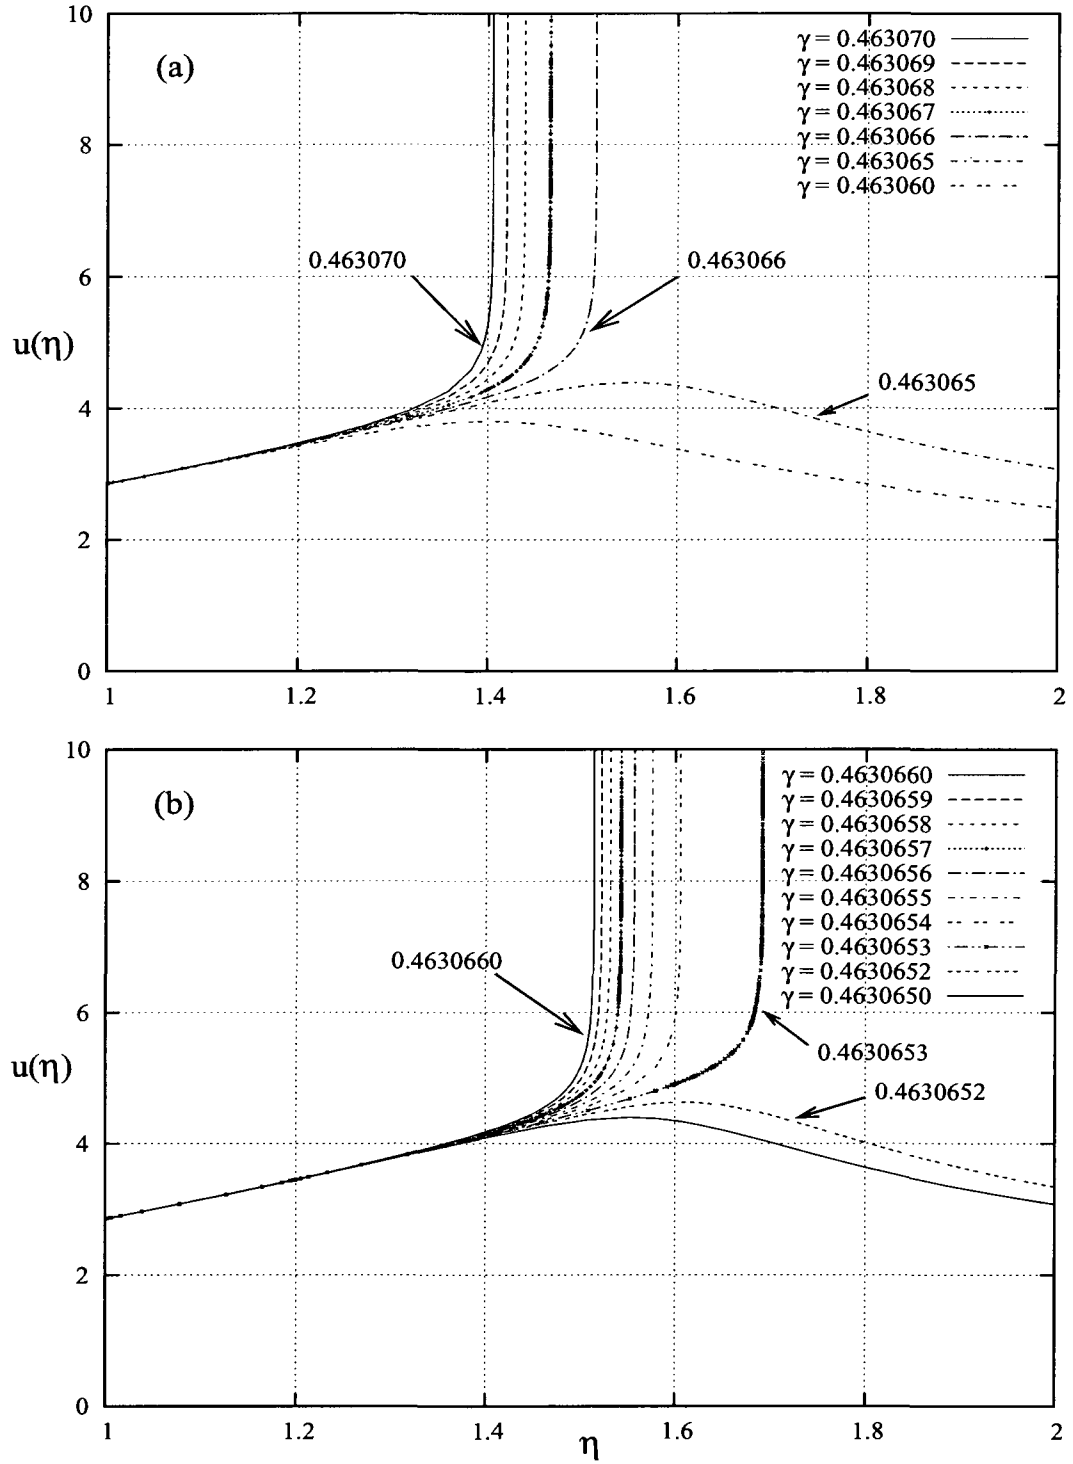 10
(a)
γ = 0.463070
γ = 0.463069
γ = 0.463068
γ = 0.463067
γ = 0.463066
γ = 0.463065
γ = 0.463060
8
6
0.463070
0.463066
u(η)
0.463065
4
2
0
1
1.2
1.4
1.6
1.8
2
10
(b)
γ = 0.4630660
γ = 0.4630659
γ = 0.4630658
γ = 0.4630657
γ = 0.4630656
γ = 0.4630655
γ = 0.4630654
γ = 0.4630653
γ = 0.4630652
γ = 0.4630650
8
0.4630660
6
0.4630653
u(η)
0.4630652
4
2
0
1
1.2
1.4
η
1.6
1.8
2